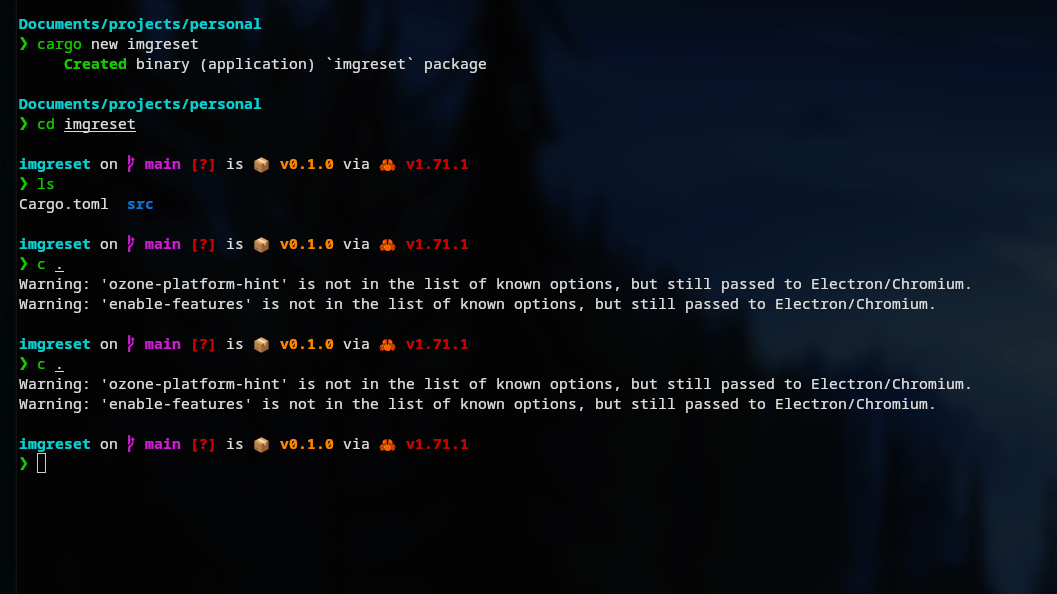 Documents/projects/personal
❯ cargo new imgreset
     Created binary (application) `imgreset` package
Documents/projects/personal
❯ cd imgreset
imgreset on main [?] is 📦 v0.1.0 via 🦀 v1.71.1
❯ ls
Cargo.toml  src
imgreset on main [?] is 📦 v0.1.0 via 🦀 v1.71.1
❯ c .
Warning: 'ozone-platform-hint' is not in the list of known options, but still passed to Electron/Chromium.
Warning: 'enable-features' is not in the list of known options, but still passed to Electron/Chromium.
imgreset on main [?] is 📦 v0.1.0 via 🦀 v1.71.1
❯ c .
Warning: 'ozone-platform-hint' is not in the list of known options, but still passed to Electron/Chromium.
Warning: 'enable-features' is not in the list of known options, but still passed to Electron/Chromium.
imgreset on main [?] is 📦 v0.1.0 via 🦀 v1.71.1
❯